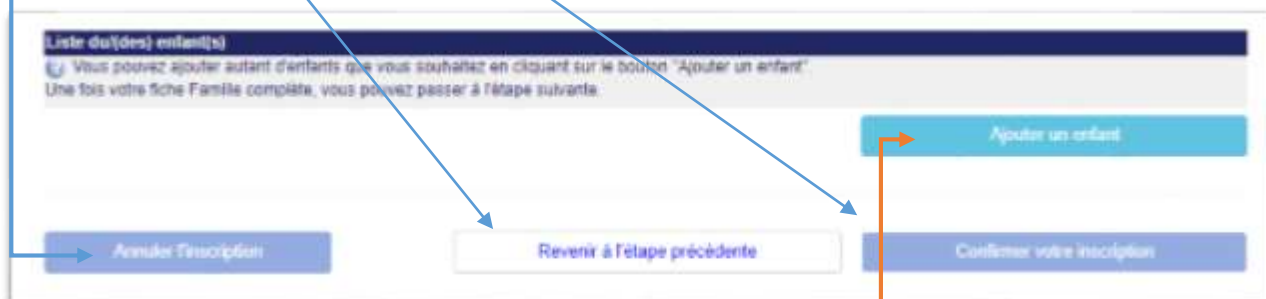 Liste du/(des) enfant(s)
Vous pouvez ajouter autant d'enfants que vous souhaitez en cliquant sur le bouton "Ajouter un enfant"
Une fois votre fiche Famille complète, vous pouvez passer à l'étape suivante.
Ajouter un enfant
Annuler l'inscription
Revenir à l'étape précédente
Confirmer votre inscription